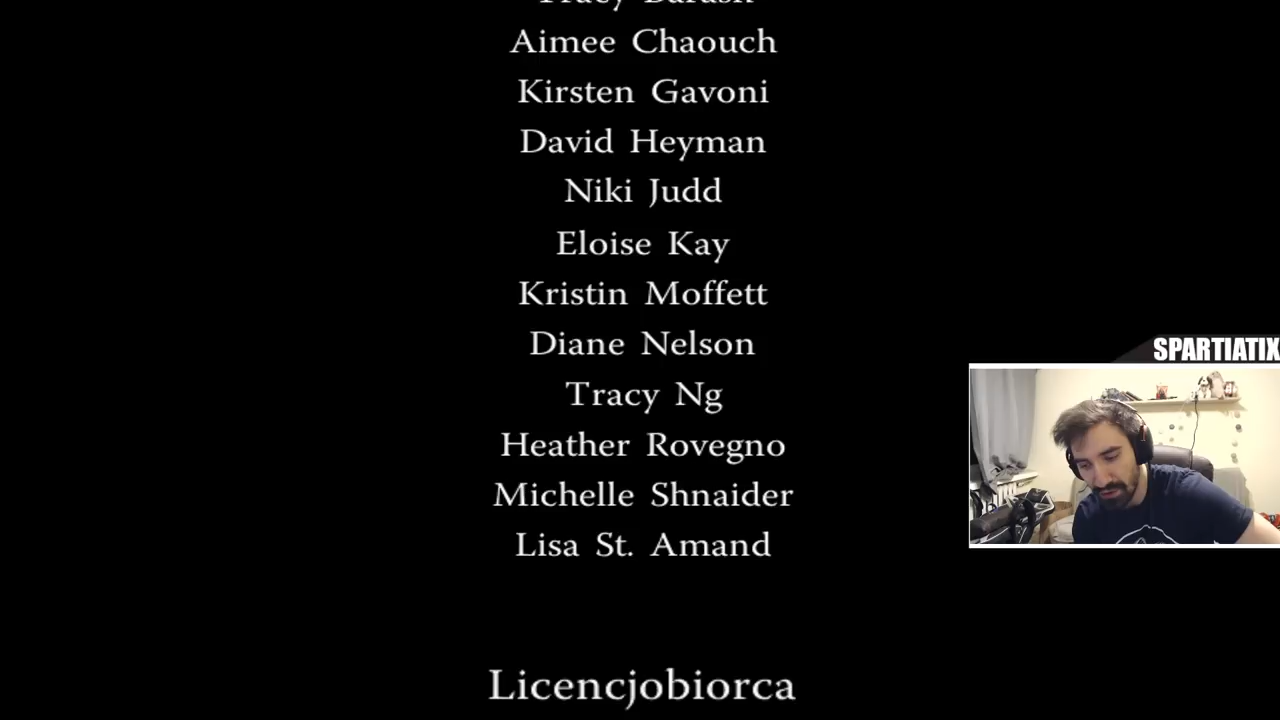 Aimee Chaouch
Kirsten Gavoni
David Heyman
Niki Judd
Eloise Kay
Kristin Moffett
Diane Nelson
Tracy Ng
Heather Rovegno
Michelle Shnaider
Lisa St. Amand
SPARTIATIX
Licencjobiorca